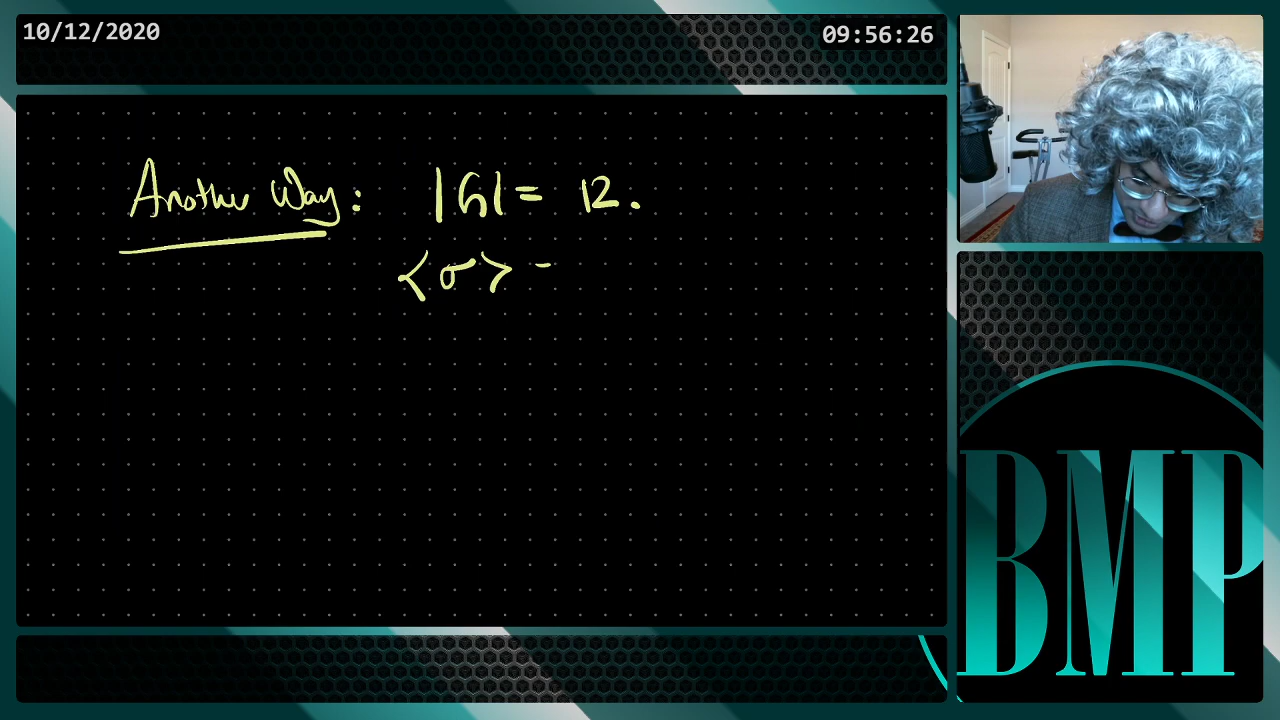 10/12/2020
09:56:26
Another Way: |G| = 12.
<σ> -
BMP